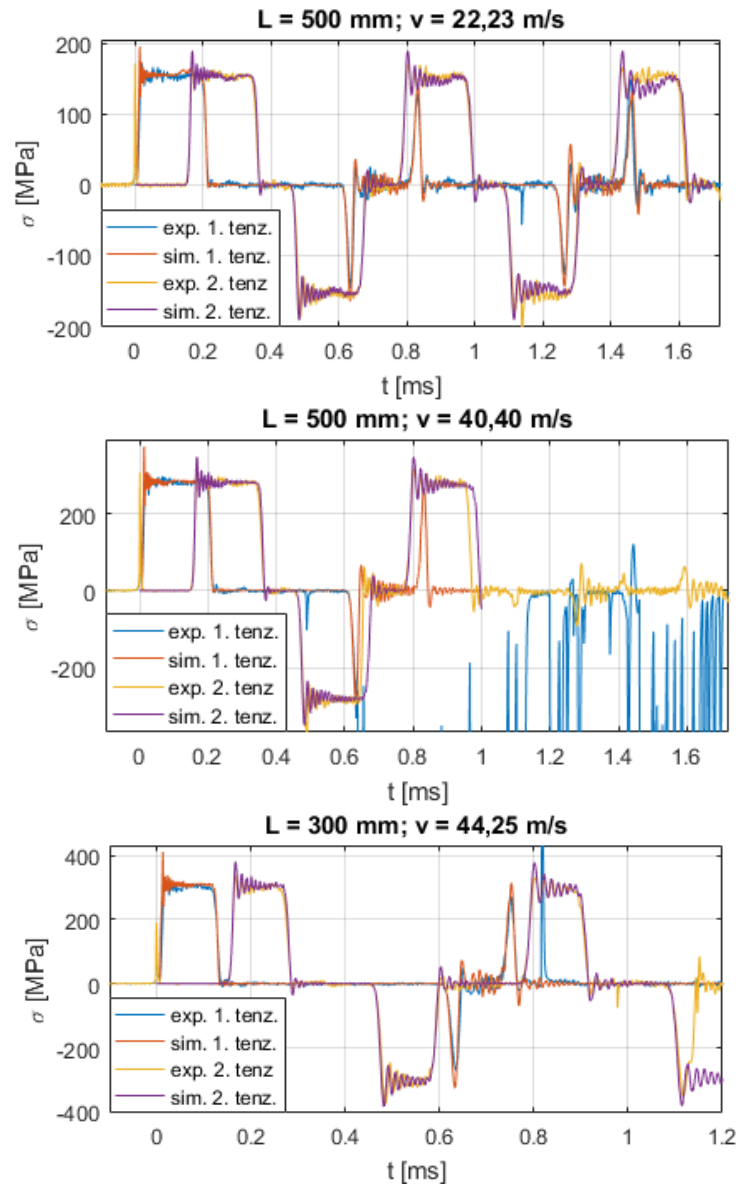 L = 500 mm; v = 22,23 m/s
200
100
0
-100
-200
σ [MPa]
exp. 1. tenz.
sim. 1. tenz.
exp. 2. tenz.
sim. 2. tenz.
0 0.2 0.4 0.6 0.8 1 1.2 1.4 1.6
t [ms]
L = 500 mm; v = 40,40 m/s
200
0
-200
σ [MPa]
exp. 1. tenz.
sim. 1. tenz.
exp. 2. tenz
sim. 2. tenz.
0 0.2 0.4 0.6 0.8 1 1.2 1.4 1.6
t [ms]
L = 300 mm; v = 44,25 m/s
400
200
0
-200
-400
σ [MPa]
exp. 1. tenz.
sim. 1. tenz.
exp. 2. tenz
sim. 2. tenz.
0 0.2 0.4 0.6 0.8 1 1.2
t [ms]